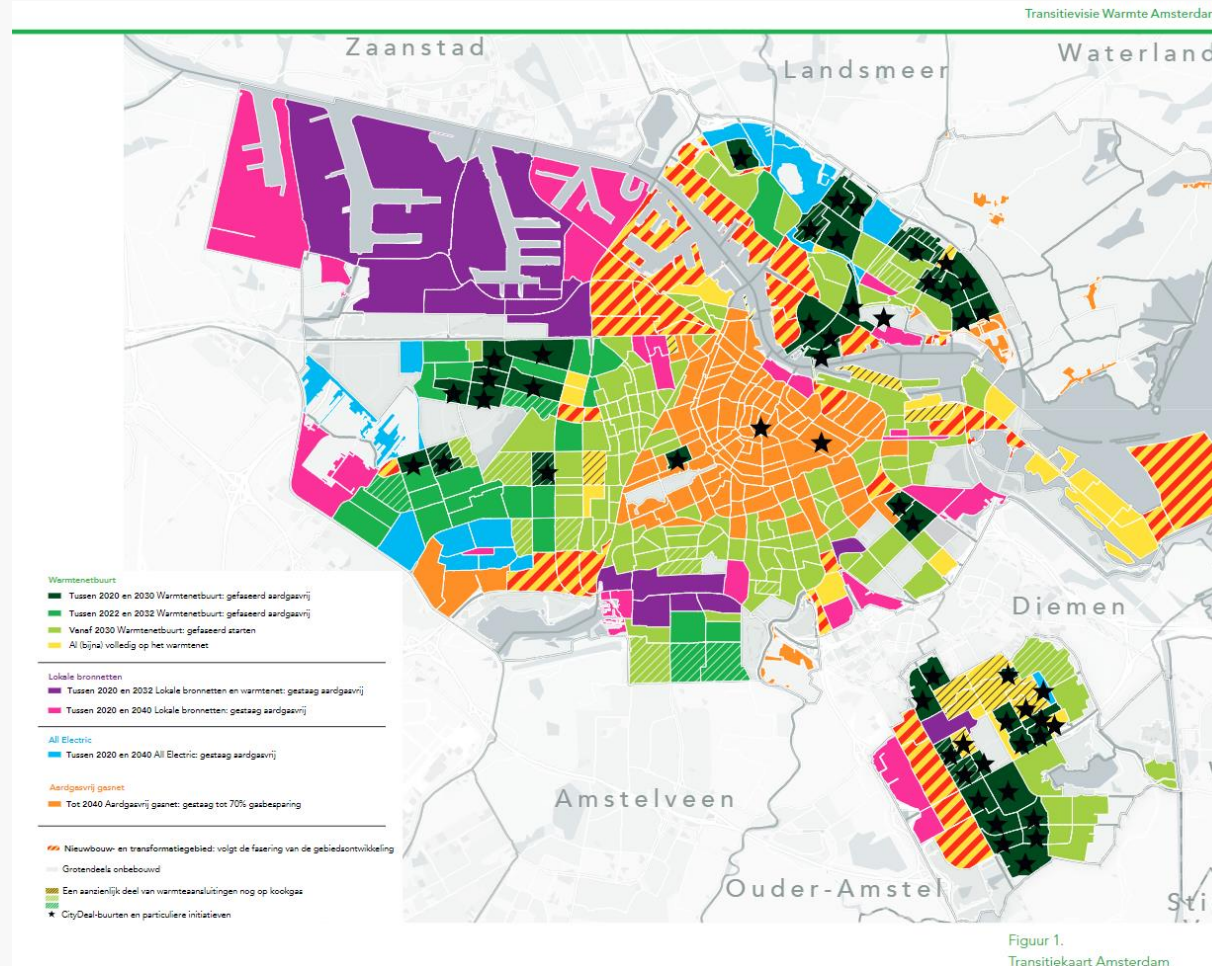 Transitievisie Warmte Amsterdam
Zaanstad
Landsmeer
Waterland
Diemen
Amstelveen
Ouder-Amstel
Sti
Warmtenetbuurt
Tussen 2020 en 2030 Warmtenetbuurt: gefaseerd aardgasvrij
Tussen 2022 en 2032 Warmtenetbuurt: gefaseerd aardgasvrij
Vanaf 2030 Warmtenetbuurt: gefaseerd starten
Al (bijna) volledig op het warmtenet
Lokale bronnetten
Tussen 2020 en 2032 Lokale bronnetten en warmtenet: gestaag aardgasvrij
Tussen 2020 en 2040 Lokale bronnetten: gestaag aardgasvrij
All Electric
Tussen 2020 en 2040 All Electric: gestaag aardgasvrij
Aardgasvrij gasnet
Tot 2040 Aardgasvrij gasnet: gestaag tot 70% gasbesparing
Nieuwbouw- en transformatiegebied: volgt de fasering van de gebiedsontwikkeling
Grotendeels onbebouwd
Een aanzienlijk deel van warmteaansluitingen nog op kookgas
CityDeal-buurten en particuliere initiatieven
Figuur 1.
Transitiekaart Amsterdam